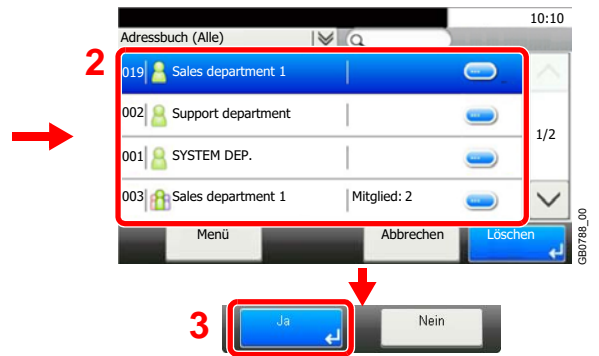 10:10
Adressbuch (Alle)
2
019 Sales department 1
002 Support department
001 SYSTEM DEP.
1/2
003 Sales department 1 Mitglied: 2
Menü Abbrechen Löschen
GB0788_00
3 Ja Nein